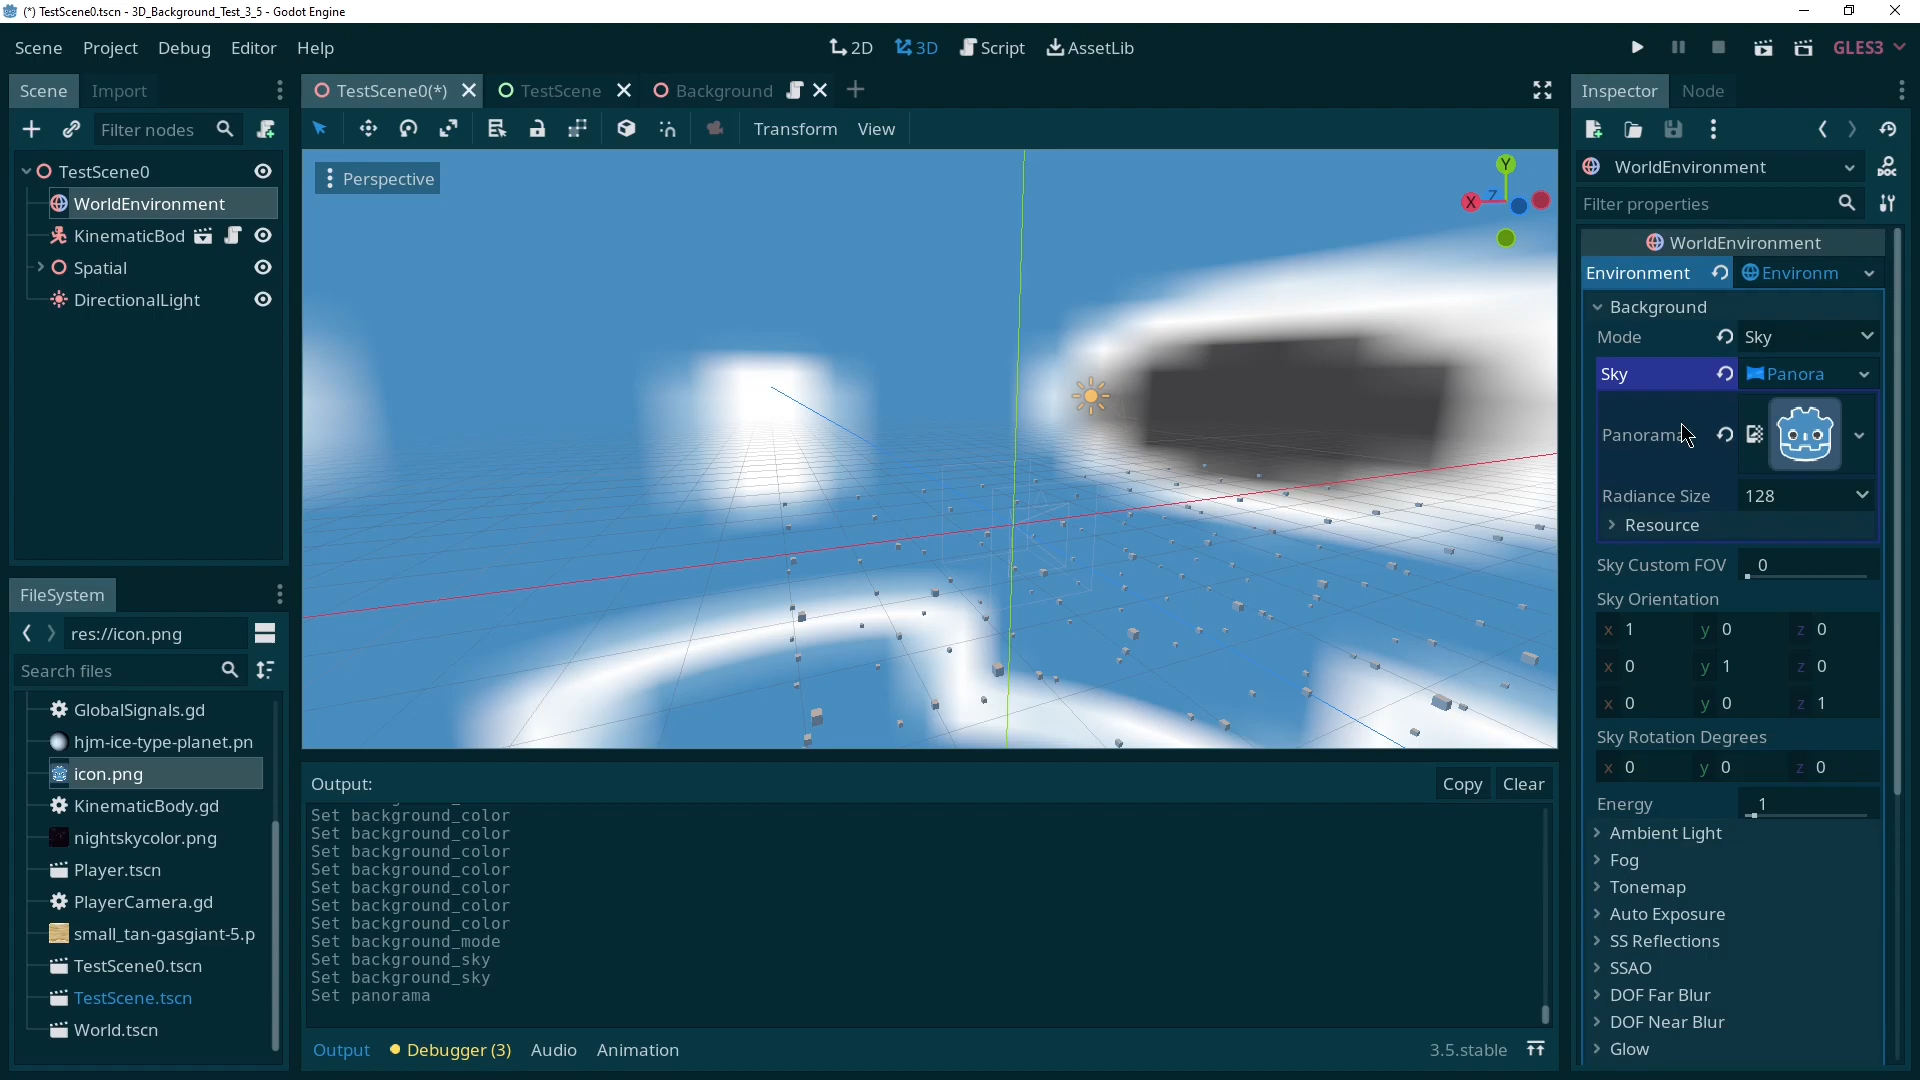 (*) TestScene0.tscn - 3D_Background_Test_3_5 - Godot Engine
Scene Project Debug Editor Help
2D 3D Script AssetLib
GLES3
Scene Import
TestScene0(*) TestScene Background
Inspector Node
Filter nodes
Transform View
TestScene0
WorldEnvironment
KinematicBod
Spatial
DirectionalLight
Perspective
Y
X
Z
WorldEnvironment
Filter properties
WorldEnvironment
Environment Environm
Background
Mode Sky
Sky Panora
Panorama
Radiance Size 128
Resource
Sky Custom FOV 0
Sky Orientation
x 1 y 0 z 0
x 0 y 1 z 0
x 0 y 0 z 1
Sky Rotation Degrees
x 0 y 0 z 0
Energy 1
Ambient Light
Fog
Tonemap
Auto Exposure
SS Reflections
SSAO
DOF Far Blur
DOF Near Blur
Glow
FileSystem
res://icon.png
Search files
GlobalSignals.gd
hjm-ice-type-planet.pn
icon.png
KinematicBody.gd
nightskycolor.png
Player.tscn
PlayerCamera.gd
small_tan-gasgiant-5.p
TestScene0.tscn
TestScene.tscn
World.tscn
Output: Copy Clear
Set background_color
Set background_color
Set background_color
Set background_color
Set background_color
Set background_color
Set background_color
Set background_mode
Set background_sky
Set background_sky
Set panorama
Output Debugger (3) Audio Animation 3.5.stable